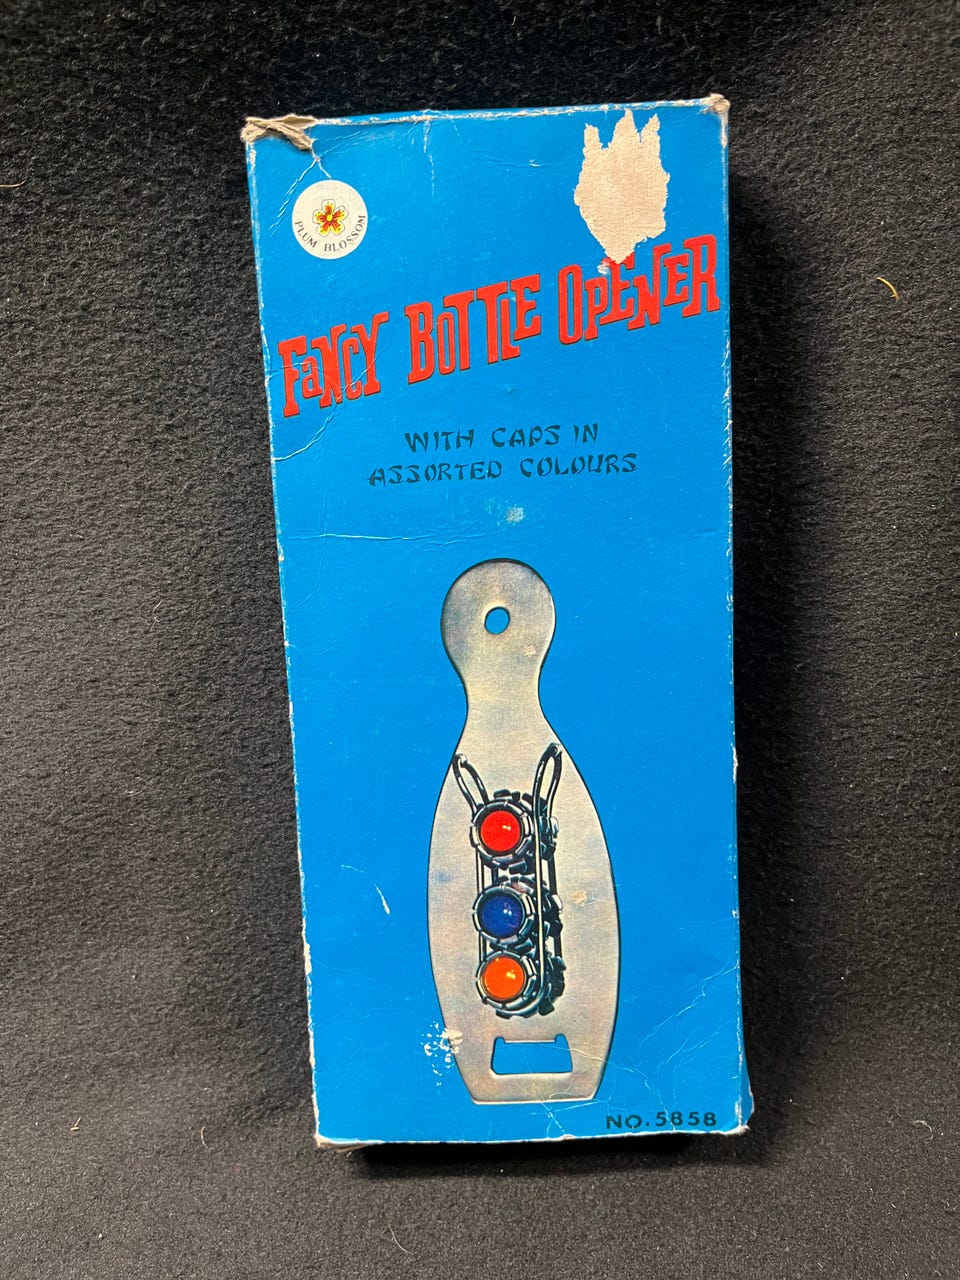 PLUM BLOSSOM
FaNCY BOTTLE OPENER
WITH CAPS IN
ASSORTED COLOURS
NO.5858